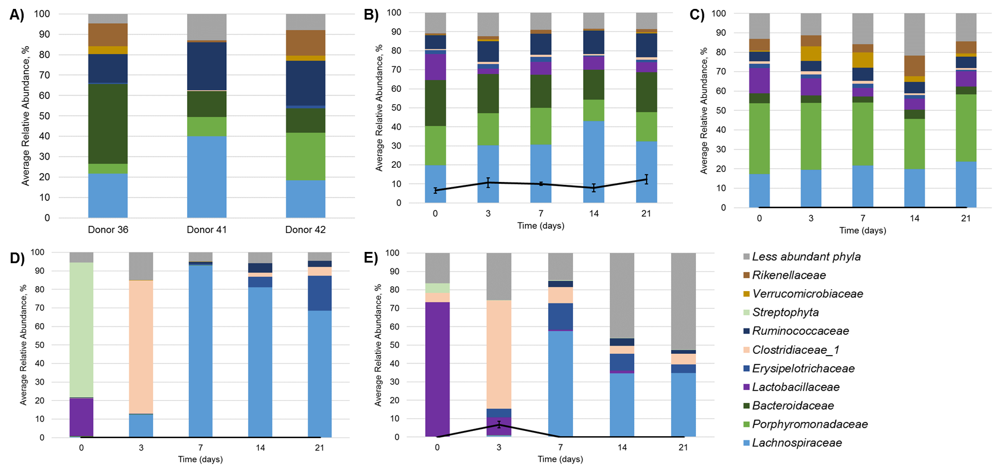 A)
Average Relative Abundance, %
100
90
80
70
60
50
40
30
20
10
0
Donor 36
Donor 41
Donor 42
B)
Average Relative Abundance, %
100
90
80
70
60
50
40
30
20
10
0
0
3
7
14
21
Time (days)
C)
Average Relative Abundance, %
100
90
80
70
60
50
40
30
20
10
0
0
3
7
14
21
Time (days)
D)
Average Relative Abundance, %
100
90
80
70
60
50
40
30
20
10
0
0
3
7
14
21
Time (days)
E)
Average Relative Abundance, %
100
90
80
70
60
50
40
30
20
10
0
0
3
7
14
21
Time (days)
Less abundant phyla
Rikenellaceae
Verrucomicrobiaceae
Streptophyta
Ruminococcaceae
Clostridiaceae_1
Erysipelotrichaceae
Lactobacillaceae
Bacteroidaceae
Porphyromonadaceae
Lachnospiraceae